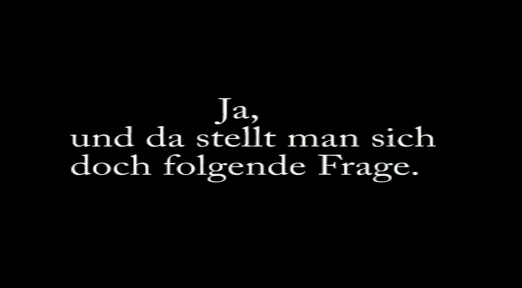 Ja,
und da stellt man sich
doch folgende Frage.